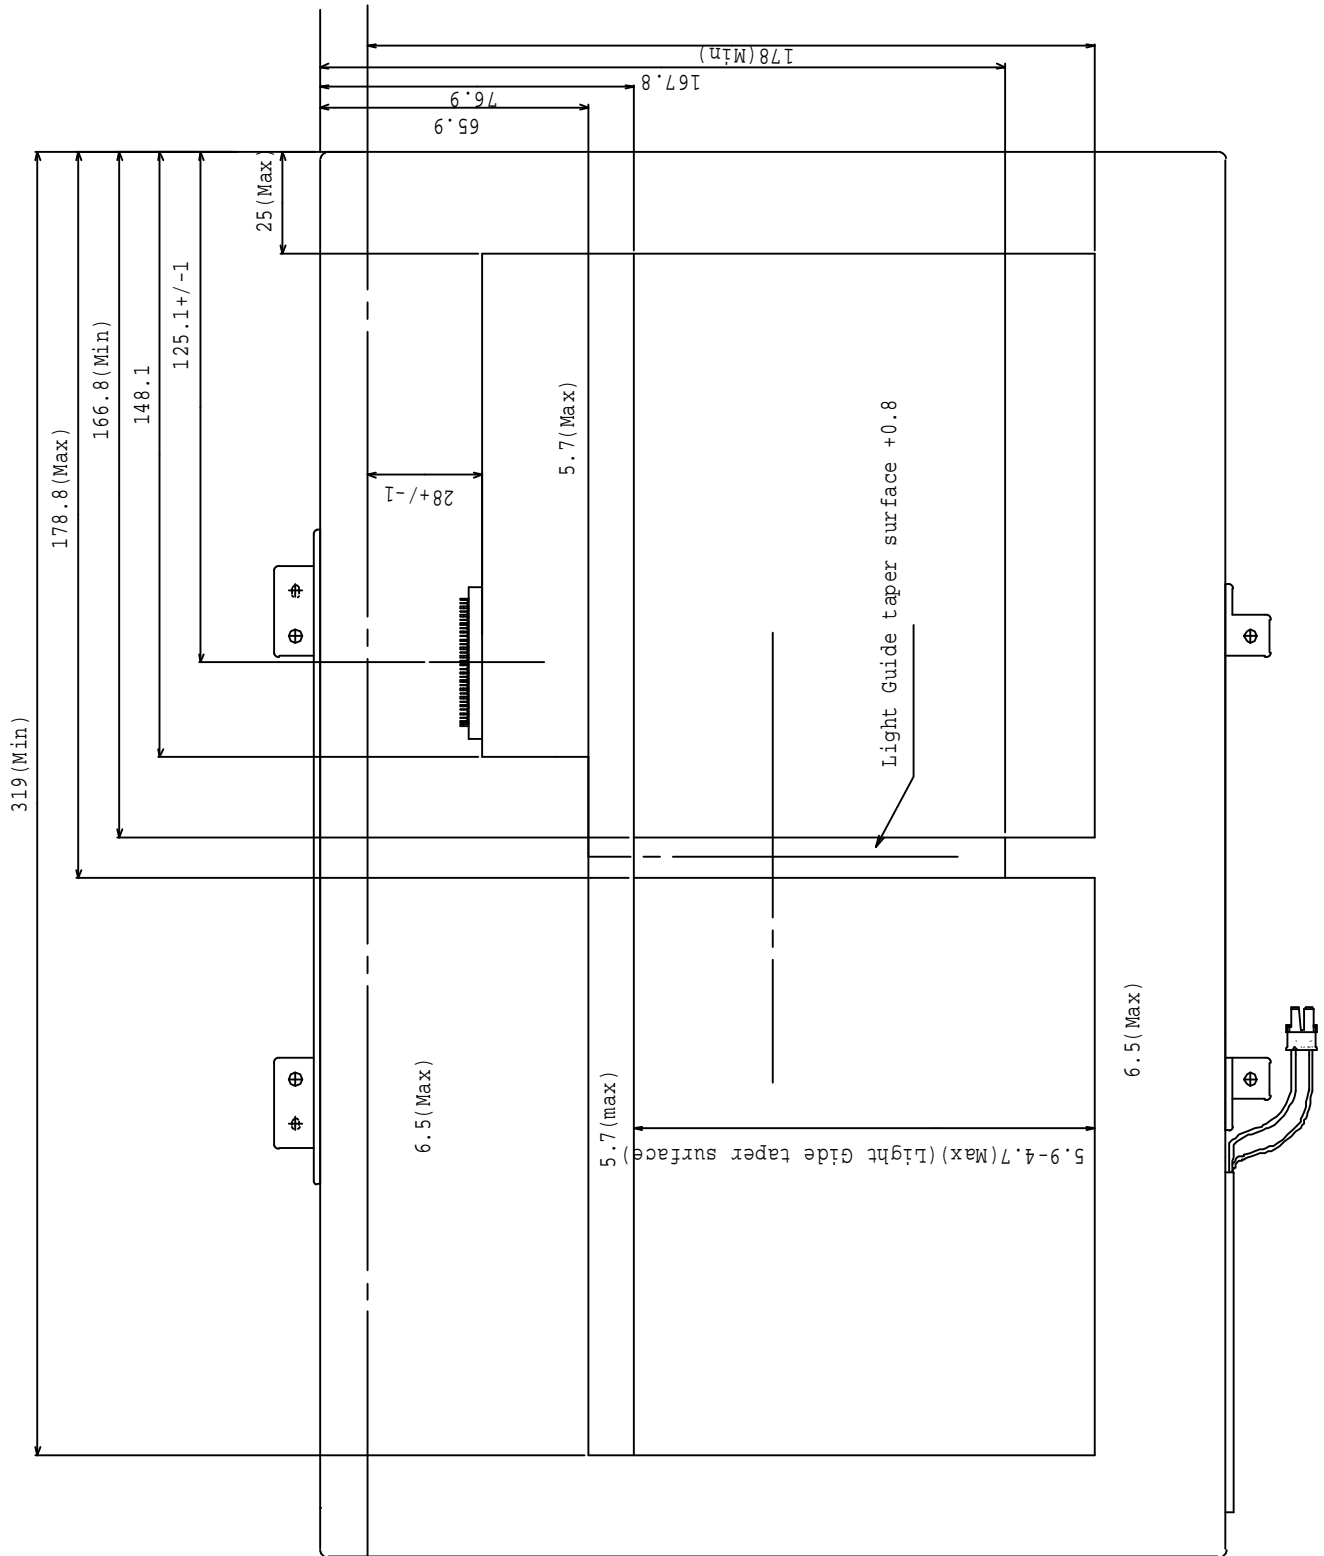 178(Min)
167.8
76.9
65.9
25(Max)
125.1+/-1
148.1
166.8(Min)
178.8(Max)
319(Min)
28+/-1
5.7(Max)
Light Guide taper surface +0.8
6.5(Max)
5.7(max)
5.9-4.7(Max)(Light Gide taper surface)
6.5(Max)